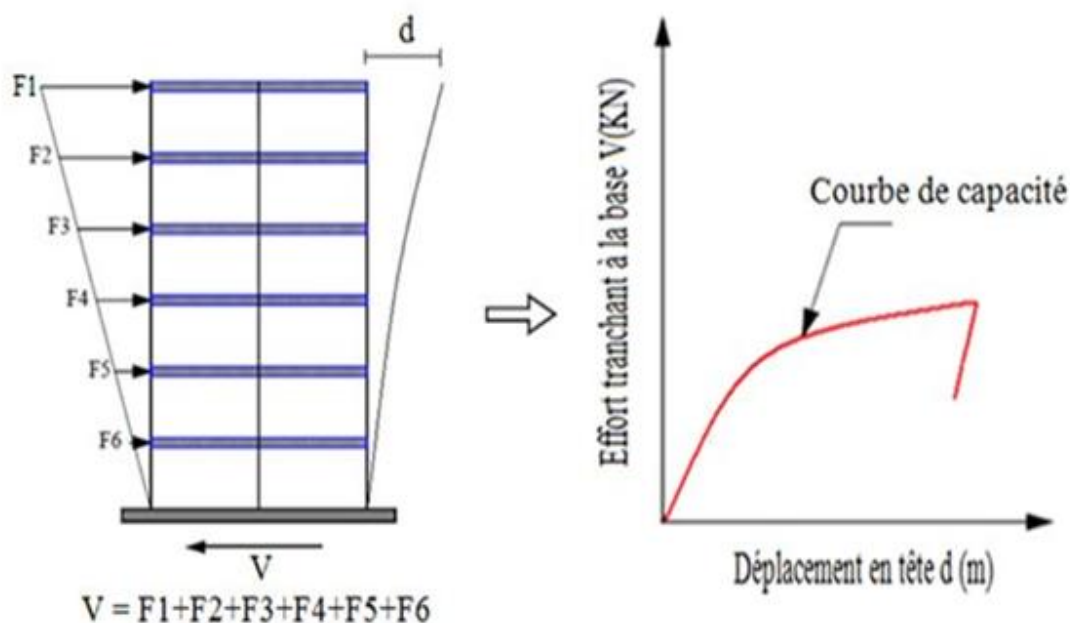 d
F1
F2
F3
F4
F5
F6
V
V = F1+F2+F3+F4+F5+F6
Effort tranchant à la base V(KN)
Courbe de capacité
Déplacement en tête d (m)